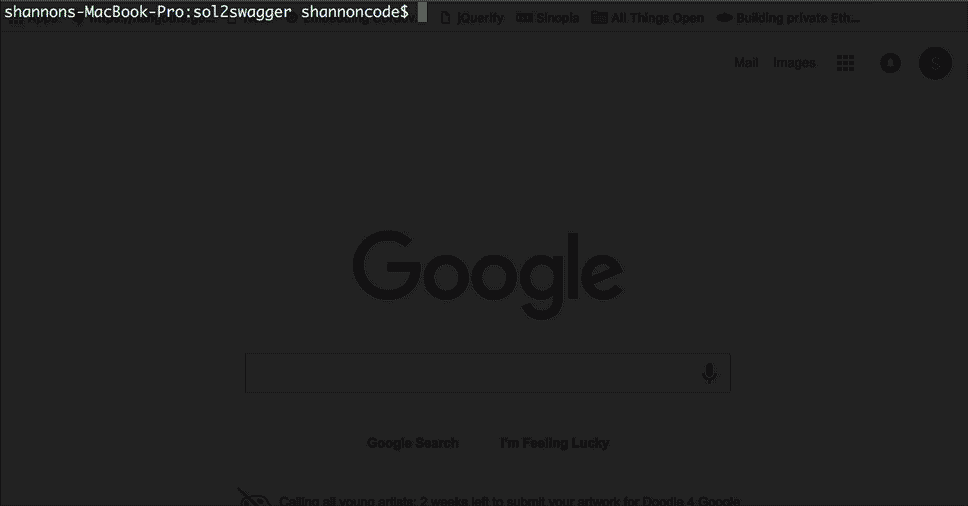 shannons-MacBook-Pro:sol2swagger shannoncode$
jQuerify Sinopia All Things Open Building private Eth...
Mail Images S
Google
Google Search I'm Feeling Lucky
Calling all young artists: 2 weeks left to submit your artwork for Doodle 4 Google